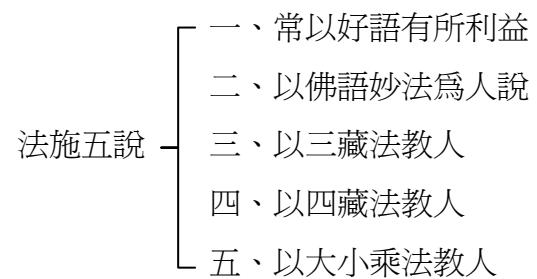 法施五說
一、常以好語有所利益
二、以佛語妙法爲人說
三、以三藏法教人
四、以四藏法教人
五、以大小乘法教人